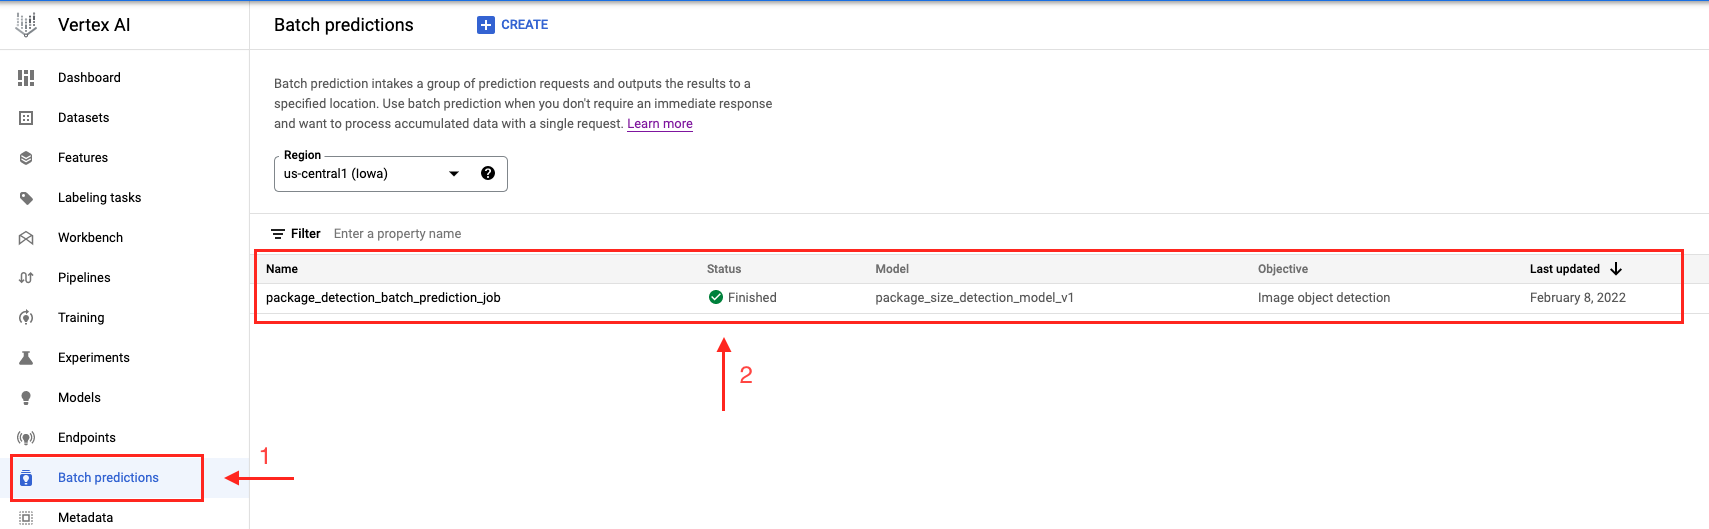 Vertex AI
Batch predictions
CREATE
Dashboard
Datasets
Features
Labeling tasks
Workbench
Pipelines
Training
Experiments
Models
Endpoints
Batch predictions
Metadata
1
Batch prediction intakes a group of prediction requests and outputs the results to a
specified location. Use batch prediction when you don't require an immediate response
and want to process accumulated data with a single request. Learn more
Region
us-central1 (Iowa)
?
Filter Enter a property name
Name Status Model Objective Last updated
package_detection_batch_prediction_job Finished package_size_detection_model_v1 Image object detection February 8, 2022
2